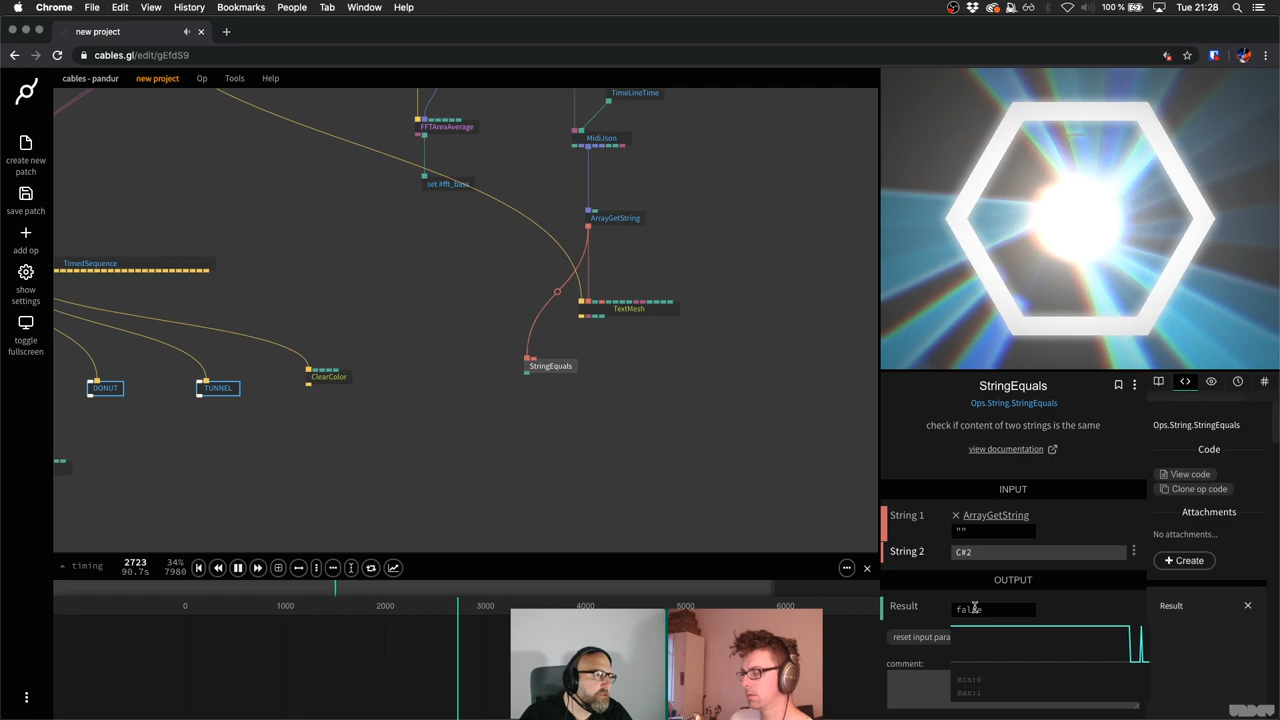 Chrome File Edit View History Bookmarks People Tab Window Help 100 % Tue 21:28
new project
cables.gl/edit/gEfdS9
cables - pandur new project Op Tools Help
create new
patch
save patch
add op
show
settings
toggle
fullscreen
TimeLineTime
FFTAreaAverage
MidiJson
set #fft_bass
ArrayGetString
TimedSequence
TextMesh
StringEquals
ClearColor
DONUT
TUNNEL
StringEquals
Ops.String.StringEquals
check if content of two strings is the same
view documentation
INPUT
String 1 ArrayGetString
""
String 2 C#2
OUTPUT
Result false
reset input para
comment:
min:0
max:1
Ops.String.StringEquals
Code
View code
Clone op code
Attachments
No attachments...
+ Create
Result
timing
2723
90.7s
34%
7980
0 1000 2000 3000 4000 5000 6000
UNDEV